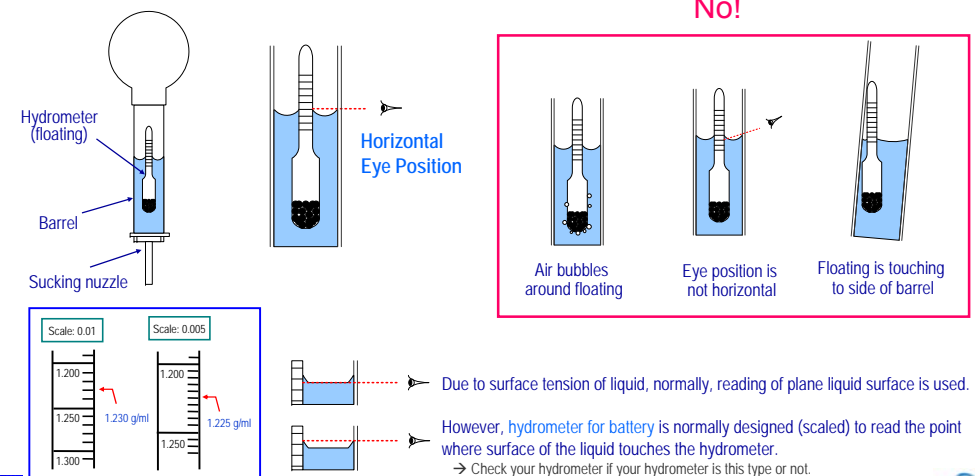 No!
Hydrometer
(floating)
Barrel
Sucking nuzzle
Horizontal
Eye Position
Air bubbles
around floating
Eye position is
not horizontal
Floating is touching
to side of barrel
Scale: 0.01
1.200
1.250
1.300
1.230 g/ml
Scale: 0.005
1.200
1.250
1.225 g/ml
Due to surface tension of liquid, normally, reading of plane liquid surface is used.
However, hydrometer for battery is normally designed (scaled) to read the point
where surface of the liquid touches the hydrometer.
→ Check your hydrometer if your hydrometer is this type or not.